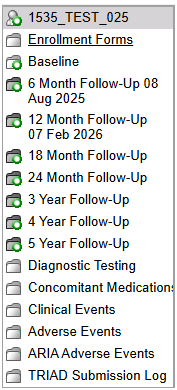 1535_TEST_025
Enrollment Forms
Baseline
6 Month Follow-Up 08
Aug 2025
12 Month Follow-Up
07 Feb 2026
18 Month Follow-Up
24 Month Follow-Up
3 Year Follow-Up
4 Year Follow-Up
5 Year Follow-Up
Diagnostic Testing
Concomitant Medications
Clinical Events
Adverse Events
ARIA Adverse Events
TRIAD Submission Log